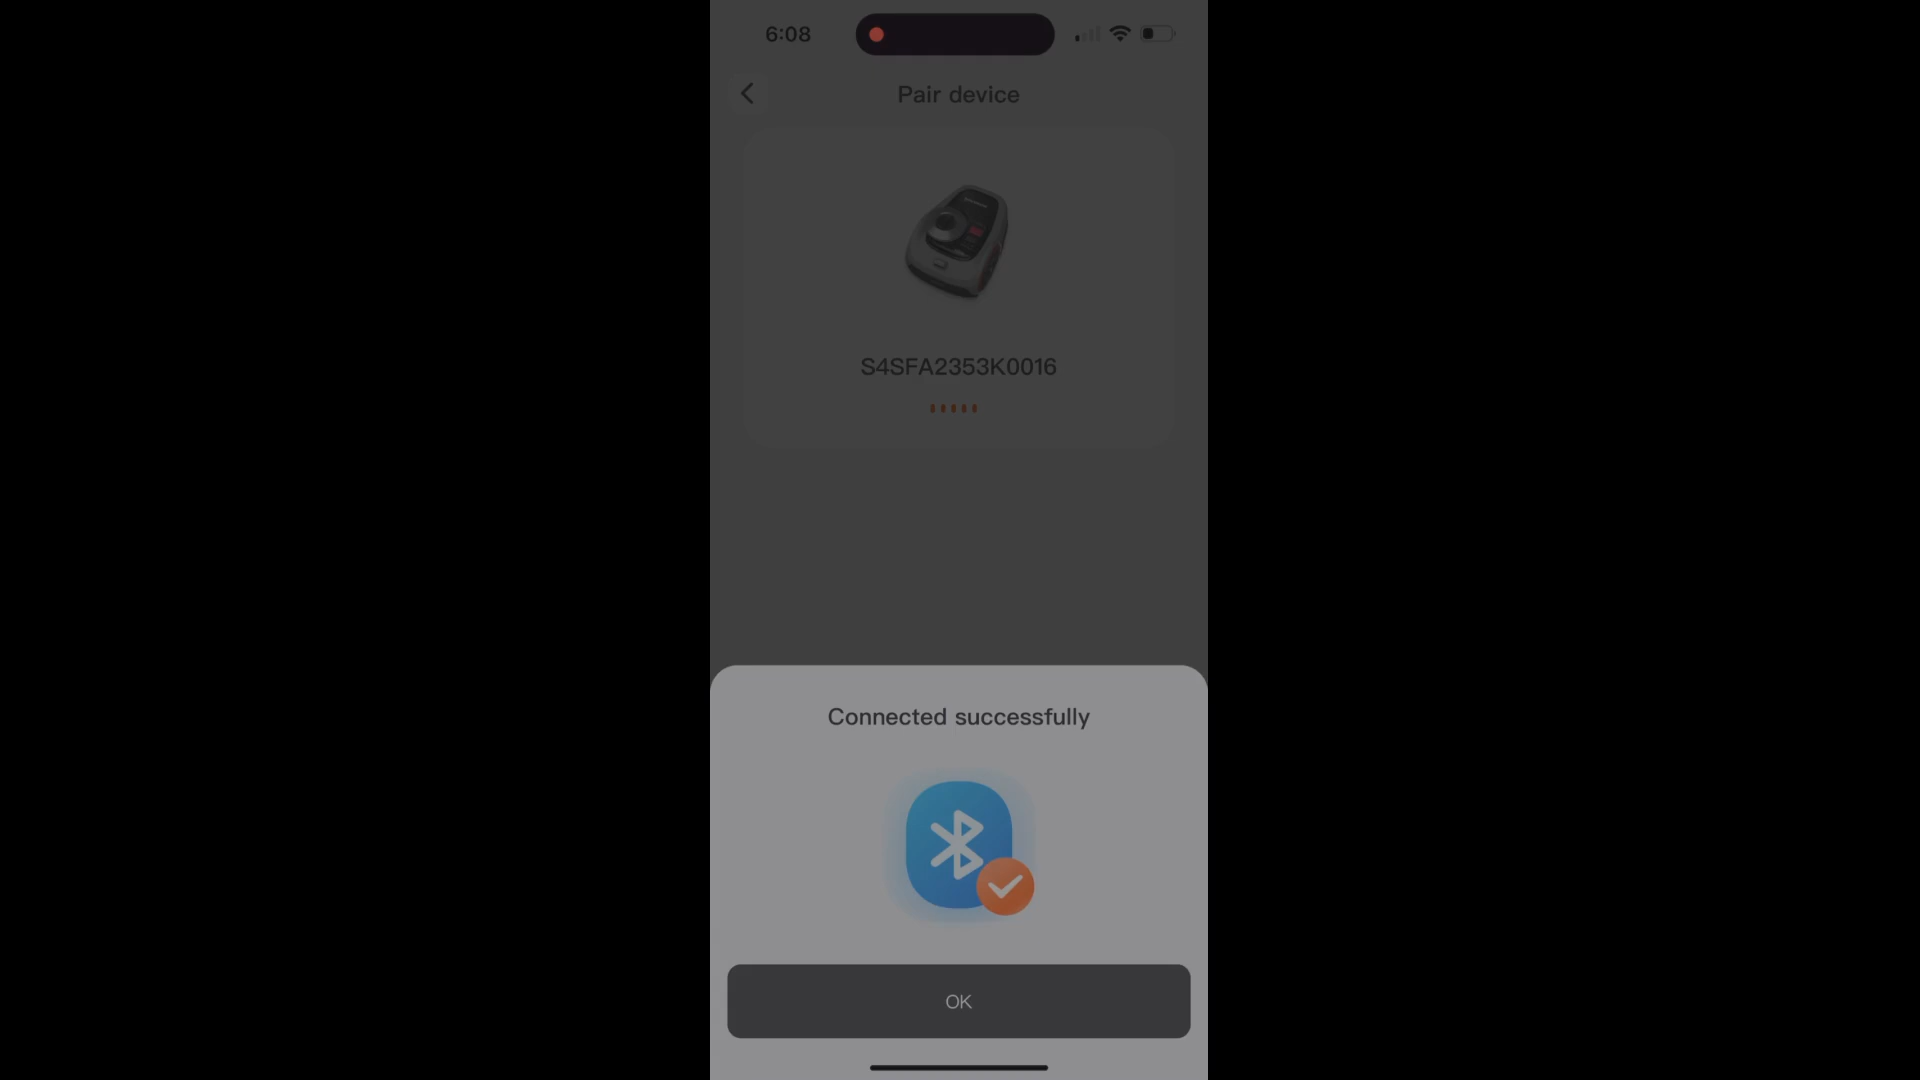 6:08
Pair device
S4SFA2353K0016
Connected successfully
OK